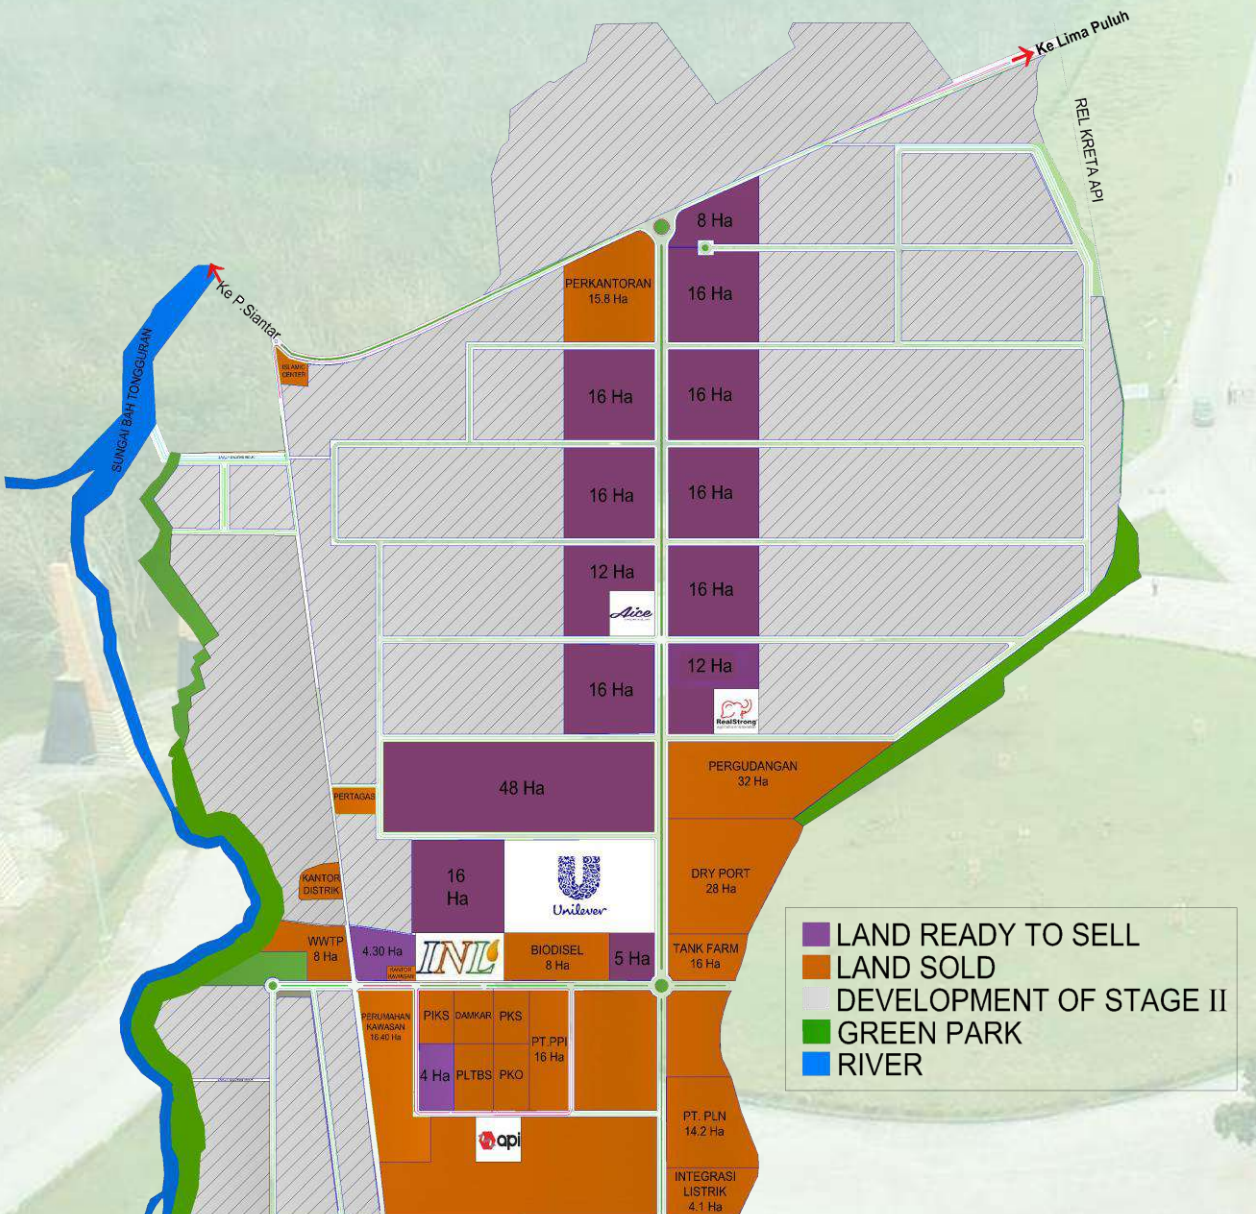 Ke Lima Puluh
REL KRETA API
8 Ha
PERKANTORAN
15.8 Ha
16 Ha
Ke P.Siantar
SUNGAI BAH TONGGURAN
ISLAMIC
CENTER
16 Ha
16 Ha
16 Ha
16 Ha
12 Ha
Aice
16 Ha
16 Ha
12 Ha
RealStrong
48 Ha
PERGUDANGAN
32 Ha
PERTAGAS
16
Ha
Unilever
DRY PORT
28 Ha
KANTOR
DISTRIK
WWTP
8 Ha
4.30 Ha
KANTOR
KAWASAN
INL
BIODISEL
8 Ha
5 Ha
TANK FARM
16 Ha
PERUMAHAN
KAWASAN
16.40 Ha
PIKS
DAMKAR
PKS
PT.PPI
16 Ha
4 Ha
PLTBS
PKO
api
PT. PLN
14.2 Ha
INTEGRASI
LISTRIK
4.1 Ha
LAND READY TO SELL
LAND SOLD
DEVELOPMENT OF STAGE II
GREEN PARK
RIVER